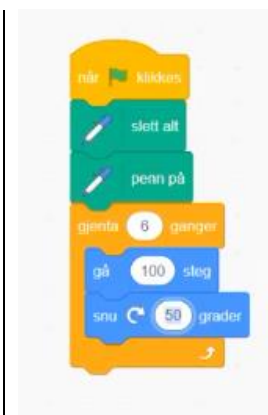 når klikkes
slett alt
penn på
gjenta 6 ganger
gå 100 steg
snu 50 grader